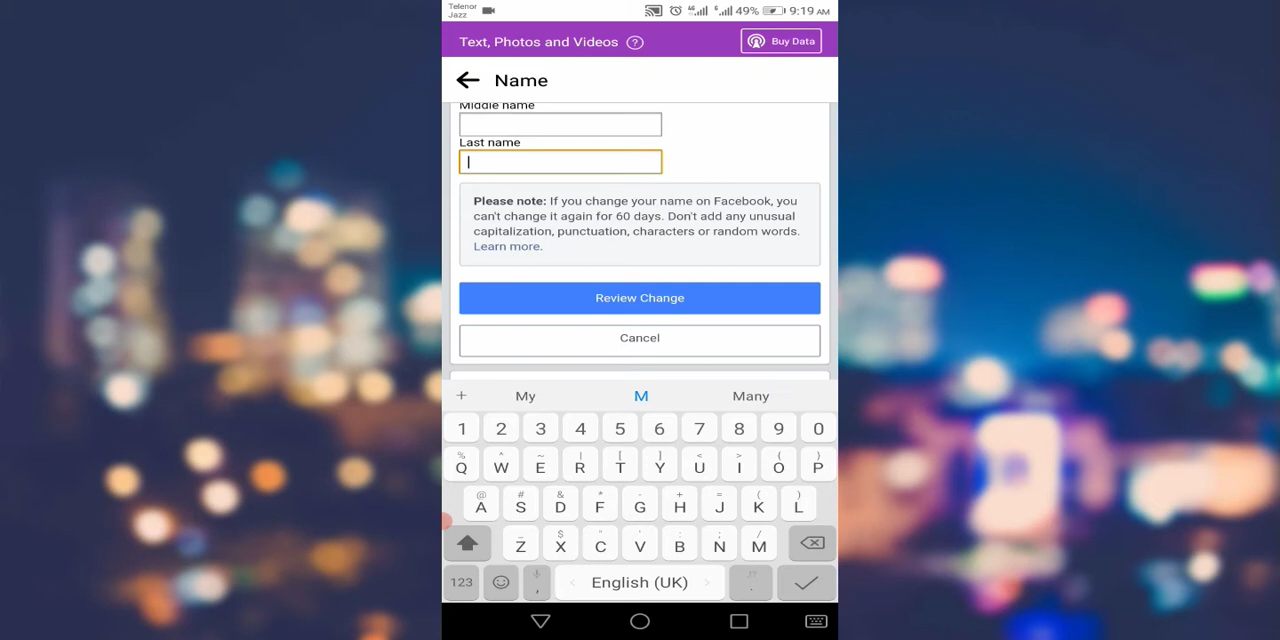 Telenor
Jazz
4G 6 49% 9:19 AM
Text, Photos and Videos ? Buy Data
Name
Middle name
Last name
Please note: If you change your name on Facebook, you
can't change it again for 60 days. Don't add any unusual
capitalization, punctuation, characters or random words.
Learn more.
Review Change
Cancel
+ My M Many
1 2 3 4 5 6 7 8 9 0
% ^ ~ | [ ] < > { }
Q W E R T Y U I O P
@ # & * - + = ( )
A S D F G H J K L
_ $ " ' : ; /
Z X C V B N M
123 , English (UK) !? .